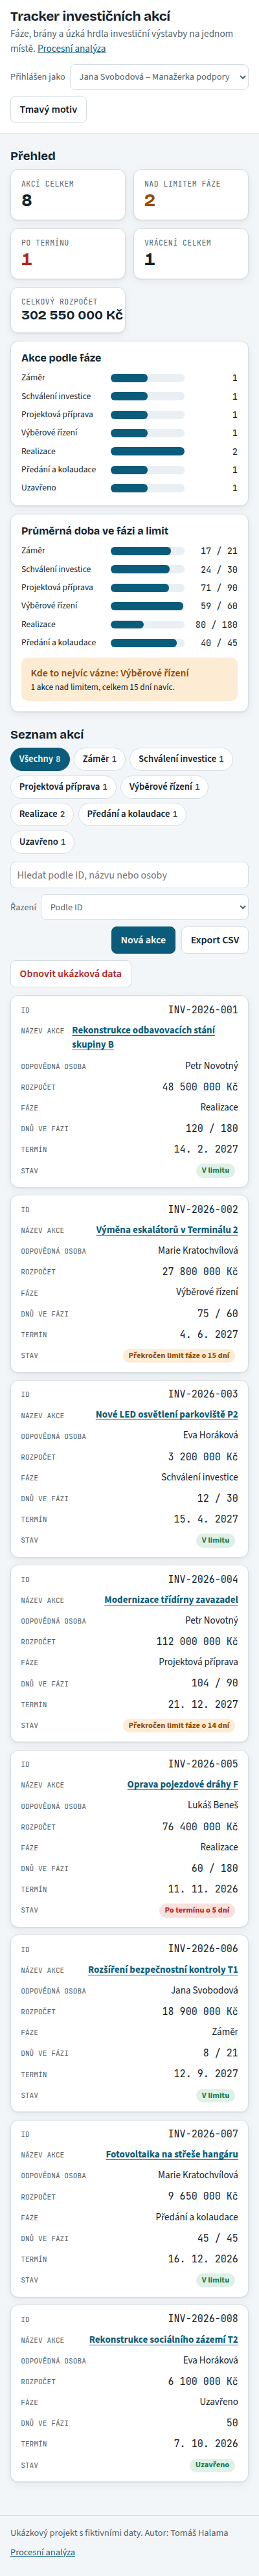 Tracker investičních akcí
Fáze, brány a úzká hrdla investiční výstavby na jednom
místě. Procesní analýza
Přihlášen jako Jana Svobodová – Manažerka podpory
Tmavý motiv
Přehled
AKCÍ CELKEM
8
NAD LIMITEM FÁZE
2
PO TERMÍNU
1
VRÁCENÍ CELKEM
1
CELKOVÝ ROZPOČET
302 550 000 Kč
Akce podle fáze
Záměr 1
Schválení investice 1
Projektová příprava 1
Výběrové řízení 1
Realizace 2
Předání a kolaudace 1
Uzavřeno 1
Průměrná doba ve fázi a limit
Záměr 17 / 21
Schválení investice 24 / 30
Projektová příprava 71 / 90
Výběrové řízení 59 / 60
Realizace 80 / 180
Předání a kolaudace 40 / 45
Kde to nejvíc vázne: Výběrové řízení
1 akce nad limitem, celkem 15 dní navíc.
Seznam akcí
Všechny 8 Záměr 1 Schválení investice 1
Projektová příprava 1 Výběrové řízení 1
Realizace 2 Předání a kolaudace 1
Uzavřeno 1
Hledat podle ID, názvu nebo osoby
Řazení Podle ID
Nová akce Export CSV
Obnovit ukázková data
ID INV-2026-001
NÁZEV AKCE Rekonstrukce odbavovacích stání
skupiny B
ODPOVĚDNÁ OSOBA Petr Novotný
ROZPOČET 48 500 000 Kč
FÁZE Realizace
DNŮ VE FÁZI 120 / 180
TERMÍN 14. 2. 2027
STAV V limitu
ID INV-2026-002
NÁZEV AKCE Výměna eskalátorů v Terminálu 2
ODPOVĚDNÁ OSOBA Marie Kratochvílová
ROZPOČET 27 800 000 Kč
FÁZE Výběrové řízení
DNŮ VE FÁZI 75 / 60
TERMÍN 4. 6. 2027
STAV Překročen limit fáze o 15 dní
ID INV-2026-003
NÁZEV AKCE Nové LED osvětlení parkoviště P2
ODPOVĚDNÁ OSOBA Eva Horáková
ROZPOČET 3 200 000 Kč
FÁZE Schválení investice
DNŮ VE FÁZI 12 / 30
TERMÍN 15. 4. 2027
STAV V limitu
ID INV-2026-004
NÁZEV AKCE Modernizace třídírny zavazadel
ODPOVĚDNÁ OSOBA Petr Novotný
ROZPOČET 112 000 000 Kč
FÁZE Projektová příprava
DNŮ VE FÁZI 104 / 90
TERMÍN 21. 12. 2027
STAV Překročen limit fáze o 14 dní
ID INV-2026-005
NÁZEV AKCE Oprava pojezdové dráhy F
ODPOVĚDNÁ OSOBA Lukáš Beneš
ROZPOČET 76 400 000 Kč
FÁZE Realizace
DNŮ VE FÁZI 60 / 180
TERMÍN 11. 11. 2026
STAV Po termínu o 5 dní
ID INV-2026-006
NÁZEV AKCE Rozšíření bezpečnostní kontroly T1
ODPOVĚDNÁ OSOBA Jana Svobodová
ROZPOČET 18 900 000 Kč
FÁZE Záměr
DNŮ VE FÁZI 8 / 21
TERMÍN 12. 9. 2027
STAV V limitu
ID INV-2026-007
NÁZEV AKCE Fotovoltaika na střeše hangáru
ODPOVĚDNÁ OSOBA Marie Kratochvílová
ROZPOČET 9 650 000 Kč
FÁZE Předání a kolaudace
DNŮ VE FÁZI 45 / 45
TERMÍN 16. 12. 2026
STAV V limitu
ID INV-2026-008
NÁZEV AKCE Rekonstrukce sociálního zázemí T2
ODPOVĚDNÁ OSOBA Eva Horáková
ROZPOČET 6 100 000 Kč
FÁZE Uzavřeno
DNŮ VE FÁZI 50
TERMÍN 7. 10. 2026
STAV Uzavřeno
Ukázkový projekt s fiktivními daty. Autor: Tomáš Halama
Procesní analýza